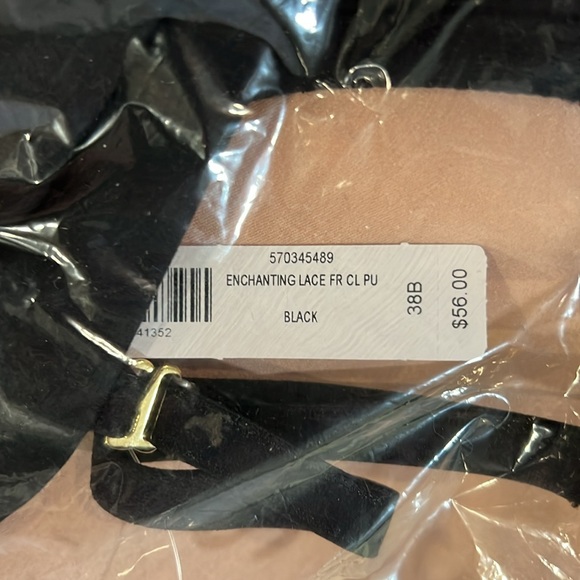 570345489
ENCHANTING LACE FR CL PU
BLACK
41352
38B
$56.00